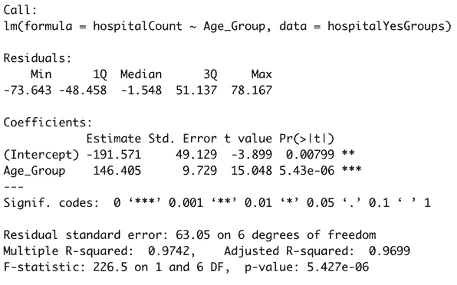 Call:
lm(formula = hospitalCount ~ Age_Group, data = hospitalYesGroups)
Residuals:
Min 1Q Median 3Q Max
-73.643 -48.458 -1.548 51.137 78.167
Coefficients:
Estimate Std. Error t value Pr(>|t|)
(Intercept) -191.571 49.129 -3.899 0.00799 **
Age_Group 146.405 9.729 15.048 5.43e-06 ***
---
Signif. codes: 0 ‘***’ 0.001 ‘**’ 0.01 ‘*’ 0.05 ‘.’ 0.1 ‘ ’ 1
Residual standard error: 63.05 on 6 degrees of freedom
Multiple R-squared: 0.9742, Adjusted R-squared: 0.9699
F-statistic: 226.5 on 1 and 6 DF, p-value: 5.427e-06